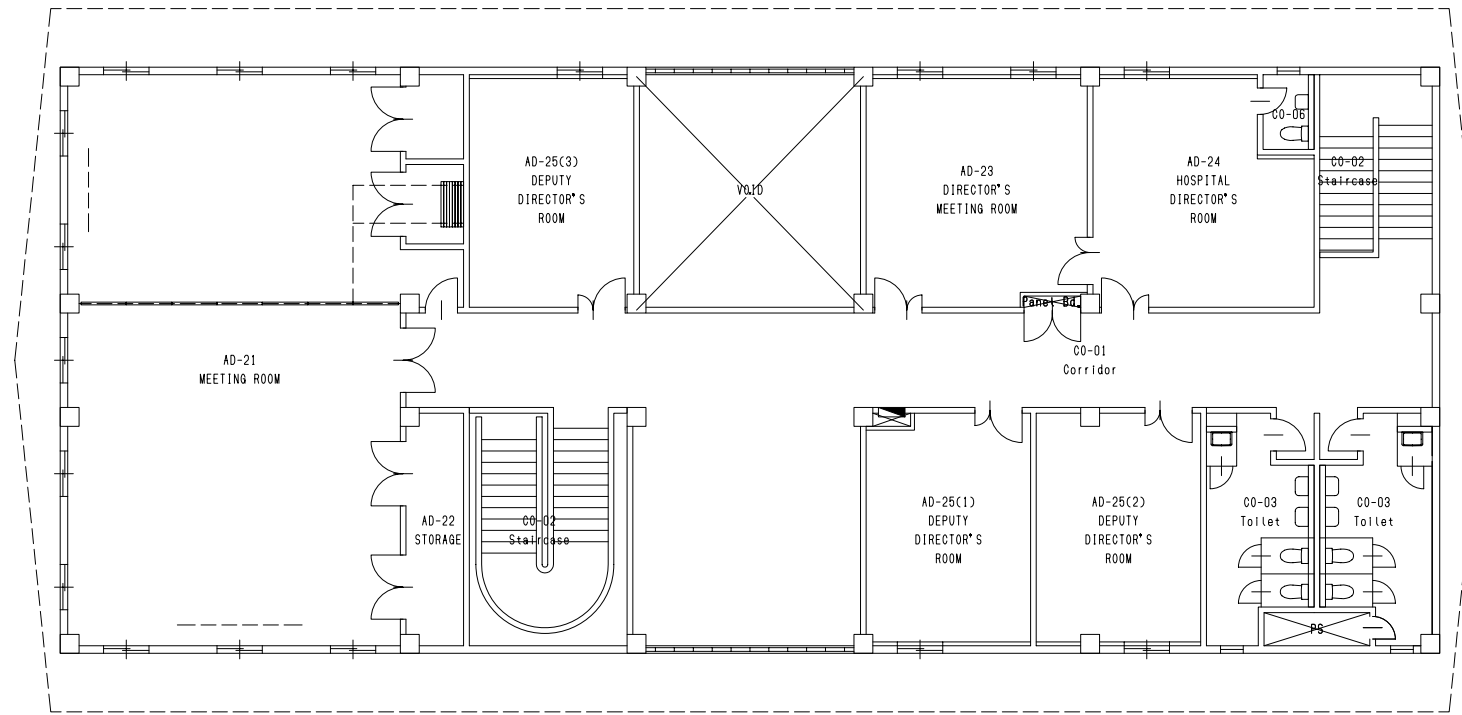 CO-06
AD-25(3)
DEPUTY
DIRECTOR'S
ROOM
VOID
AD-23
DIRECTOR'S
MEETING ROOM
AD-24
HOSPITAL
DIRECTOR'S
ROOM
CO-02
Staircase
Panel Bd.
AD-21
MEETING ROOM
CO-01
Corridor
AD-22
STORAGE
CO-02
Staircase
AD-25(1)
DEPUTY
DIRECTOR'S
ROOM
AD-25(2)
DEPUTY
DIRECTOR'S
ROOM
CO-03
Toilet
CO-03
Toilet
PS